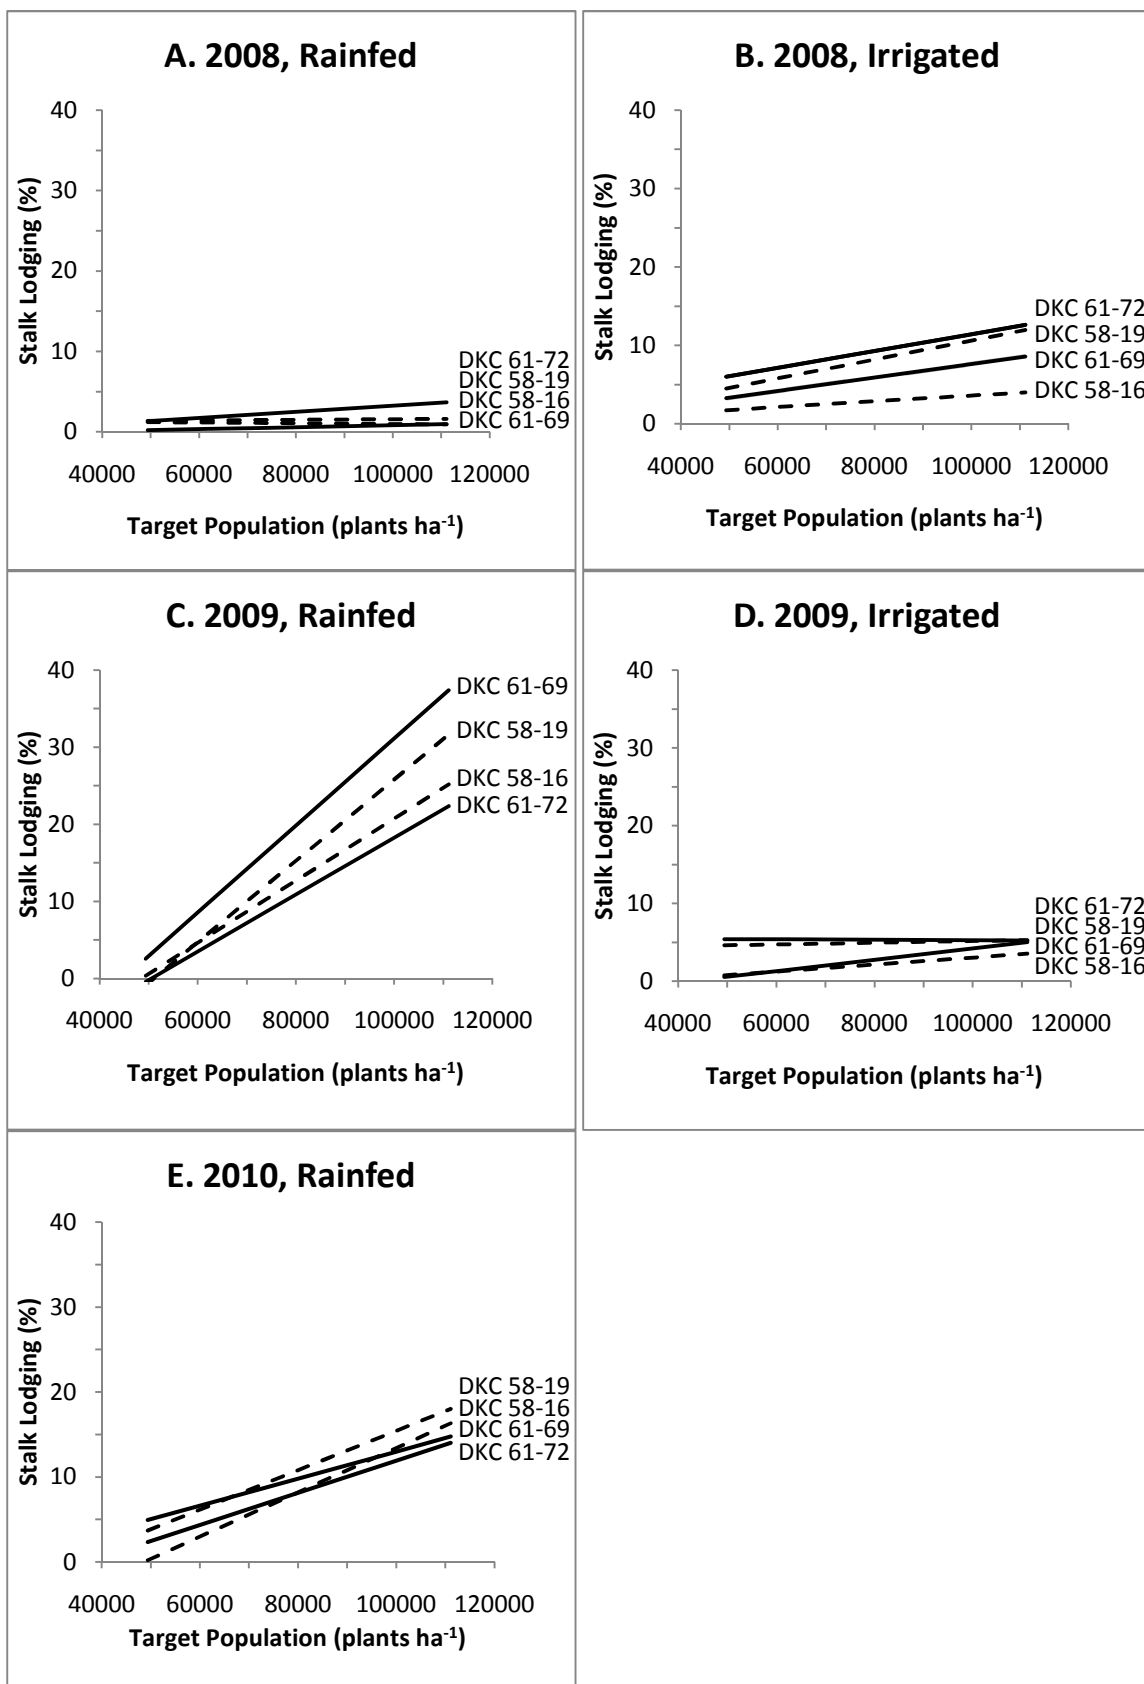 A. 2008, Rainfed
40
30
20
10
0
Stalk Lodging (%)
DKC 61-72
DKC 58-19
DKC 58-16
DKC 61-69
40000 60000 80000 100000 120000
Target Population (plants ha-1)
B. 2008, Irrigated
40
30
20
10
0
Stalk Lodging (%)
DKC 61-72
DKC 58-19
DKC 61-69
DKC 58-16
40000 60000 80000 100000 120000
Target Population (plants ha-1)
C. 2009, Rainfed
40
30
20
10
0
Stalk Lodging (%)
DKC 61-69
DKC 58-19
DKC 58-16
DKC 61-72
40000 60000 80000 100000 120000
Target Population (plants ha-1)
D. 2009, Irrigated
40
30
20
10
0
Stalk Lodging (%)
DKC 61-72
DKC 58-19
DKC 61-69
DKC 58-16
40000 60000 80000 100000 120000
Target Population (plants ha-1)
E. 2010, Rainfed
40
30
20
10
0
Stalk Lodging (%)
DKC 58-19
DKC 58-16
DKC 61-69
DKC 61-72
40000 60000 80000 100000 120000
Target Population (plants ha-1)